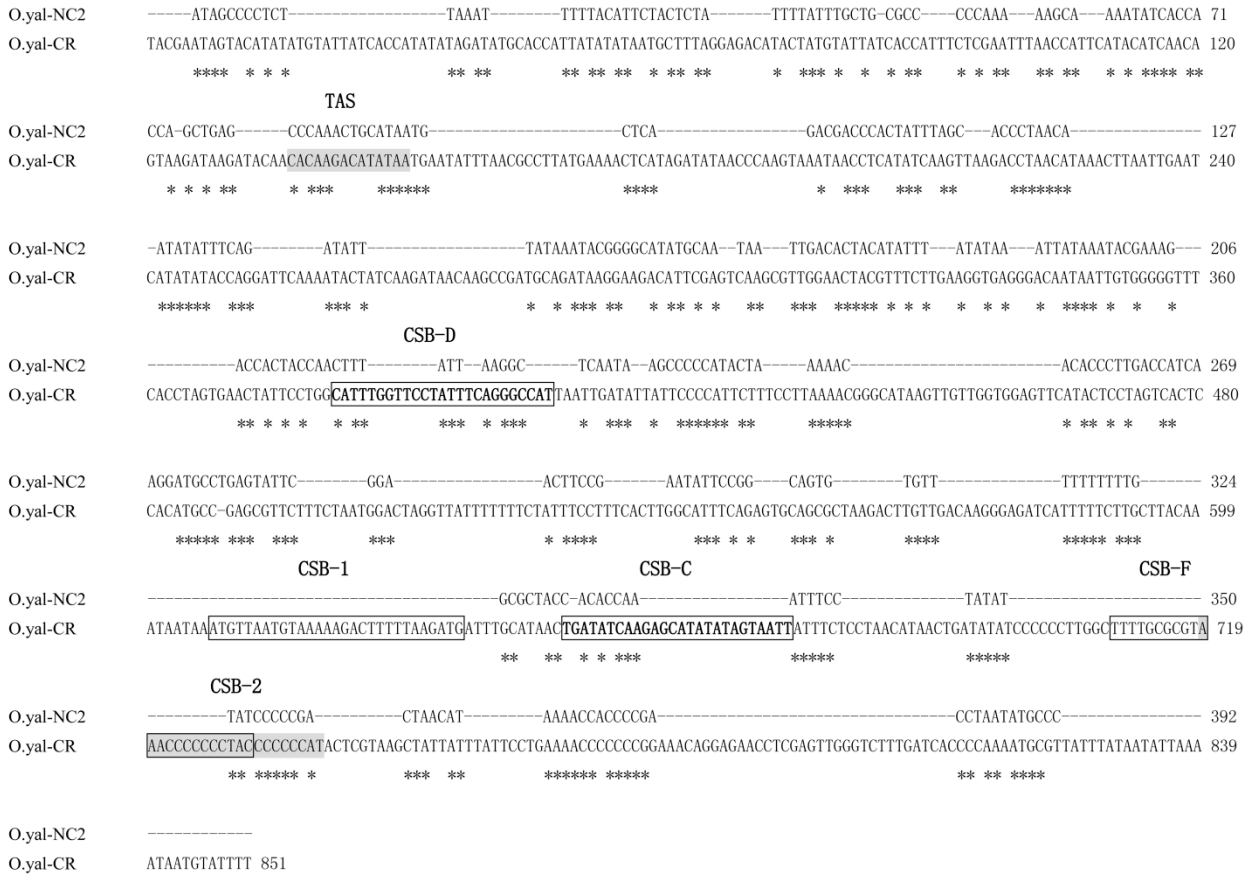 O.yal-NC2 -----ATAGCCCCTCT------------------TAAAT--------TTTTACATTCTACTCTA------TTTTATTTGCTG-CGCC----CCCAAA---AAGCA---AAATATCACCA 71
O.yal-CR TACGAATAGTACATATATGTATTATCACCATATATAGATATGCACCATTATATATAATGCTTTAGGAGACATACTATGTATTATCACCATTTCTCGAATTTAACCATTCATACATCAACA 120
**** * * * ** ** ** ** ** * ** ** * *** * * * ** * * ** ** ** * * **** **
TAS
O.yal-NC2 CCA-GCTGAG------CCCAAACTGCATAATG----------------------CTCA-----------------GACGACCCACTATTTAGC---ACCCTAACA--------------- 127
O.yal-CR GTAAGATAAGATACAACACAAGACATATAATGAATATTTAACGCCTTATGAAAACTCATAGATATAACCCAAGTAAATAACCTCATATCAAGTTAAGACCTAACATAAACTTAATTGAAT 240
* * * ** * *** ****** **** * *** *** ** *******
O.yal-NC2 -ATATATTTCAG--------ATATT------------------TATAAATACGGGGCATATGCAA--TAA---TTGACACTACATATTT---ATATAA---ATTATAAATACGAAAG--- 206
O.yal-CR CATATATACCAGGATTCAAAATACTATCAAGATAACAAGCCGATGCAGATAAGGAAGACATTCGAGTCAAGCGTTGGAACTACGTTTCTTGAAGGTGAGGGACAATAATTGTGGGGGTTT 360
****** *** *** * * * *** ** * ** ** * ** *** ***** * * * * * * **** * * *
CSB-D
O.yal-NC2 ----------ACCACTACCAACTTT--------ATT--AAGGC------TCAATA--AGCCCCCATACTA-----AAAAC------------------------ACACCCTTGACCATCA 269
O.yal-CR CACCTAGTGAACTATTCCTGGCATTTGGTTCCTATTTCAGGGCCATTAATTGATATTATTCCCCATTCTTTCCTTAAAACGGGCATAAGTTGTTGGTGGAGTTCATACTCCTAGTCACTC 480
** * * * * ** *** * *** * *** * ****** ** ***** * * * * **
O.yal-NC2 AGGATGCCTGAGTATTC--------GGA-----------------ACTTCCG-------AATATTCCGG----CAGTG--------TGTT--------------TTTTTTTTG------- 324
O.yal-CR CACATGCC-GAGCGTTCTTTCTAATGGACTAGGTTATTTTTTTCTATTTCCTTTCACTTGGCATTTCAGAGTGCAGCGCTAAGACTTGTTGACAAGGGAGATCATTTTTCTTGCTTACAA 599
***** *** *** *** * **** *** * * *** * **** ***** ***
CSB-1 CSB-C CSB-F
O.yal-NC2 ----------------------------------------GCGCTACC-ACACCAA-----------------ATTTCC--------------TATAT---------------------- 350
O.yal-CR ATAATAAATGTTAATGTAAAAAGACTTTTTAAGATGATTTGCATAACTGATATCAAGAGCATATATAGTAATTATTTCTCCTAACATAACTGATATATCCCCCCTTGGCTTTTGCGCGTA 719
** ** * * *** ***** *****
CSB-2
O.yal-NC2 ---------TATCCCCCGA----------CTAACAT---------AAAACCACCCCGA----------------------------------CCTAATATGCCC---------------- 392
O.yal-CR AACCCCCCCTACCCCCCCATACTCGTAAGCTATTATTTATTCCTGAAAACCCCCCCGGAAACAGGAGAACCTCGAGTTGGGTCTTTGATCACCCCAAAATGCGTTATTTATAATATTAAA 839
** ***** * *** ** ****** ***** ** ** ****
O.yal-NC2 ------------
O.yal-CR ATAATGTATTTT 851